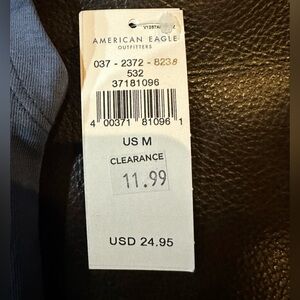 AMERICAN EAGLE
OUTFITTERS
037 - 2372 - 8238
532
37181096
4 00371 81096 1
US M
CLEARANCE
11.99
USD 24.95